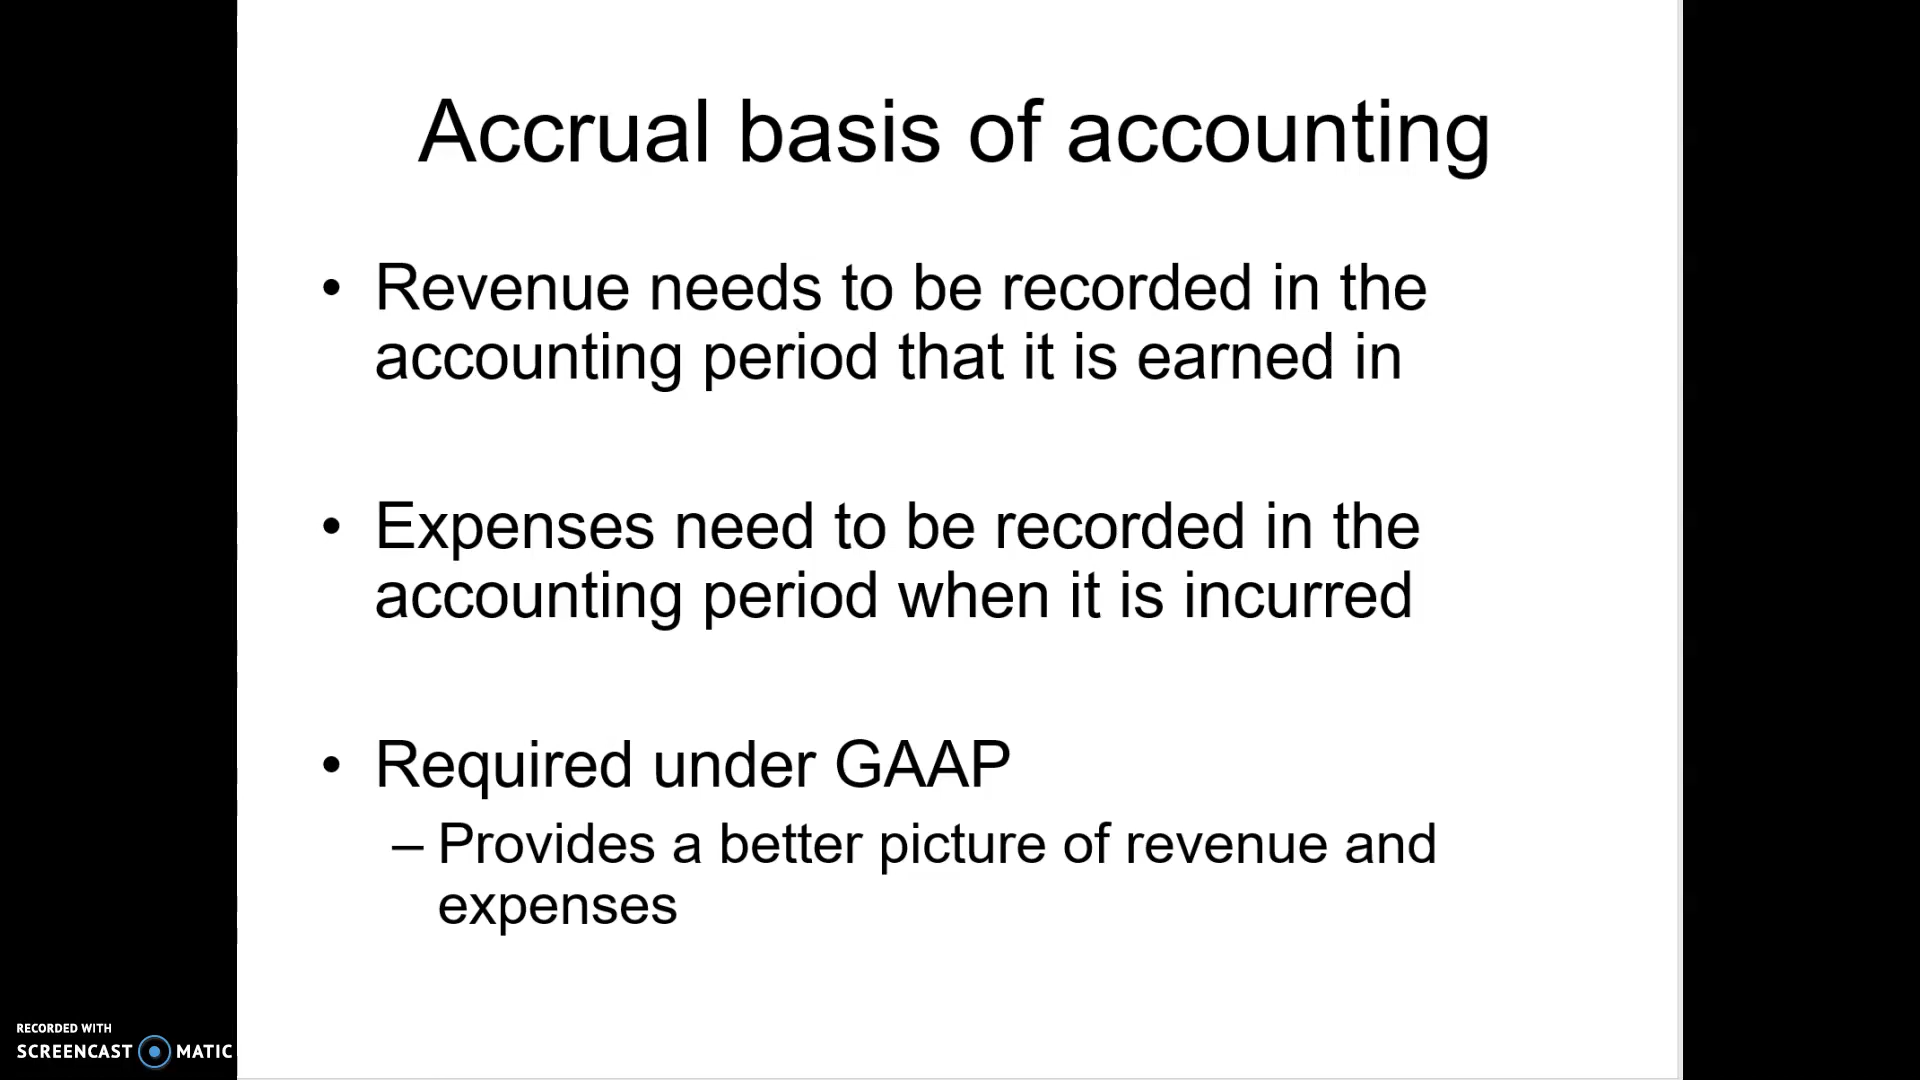 Accrual basis of accounting
• Revenue needs to be recorded in the
accounting period that it is earned in
• Expenses need to be recorded in the
accounting period when it is incurred
• Required under GAAP
– Provides a better picture of revenue and
expenses
RECORDED WITH
SCREENCAST MATIC